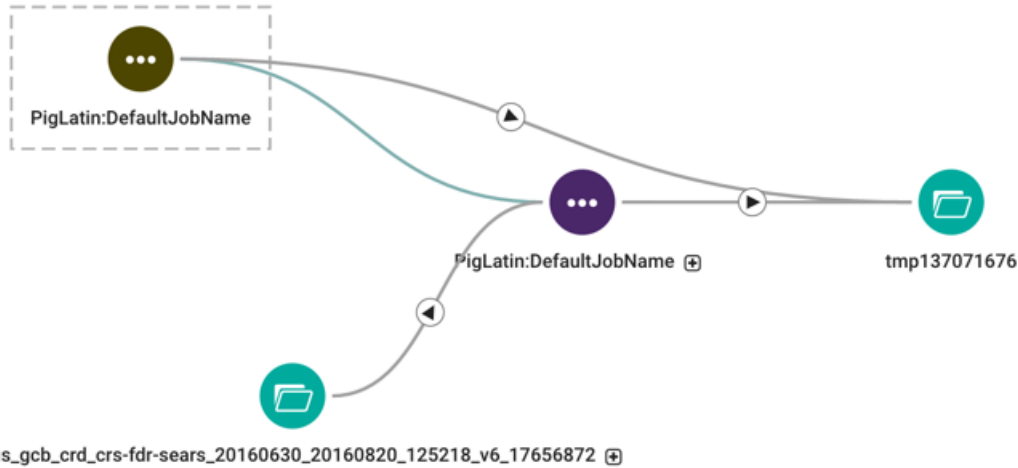 PigLatin:DefaultJobName
PigLatin:DefaultJobName
tmp137071676
s_gcb_crd_crs-fdr-sears_20160630_20160820_125218_v6_17656872